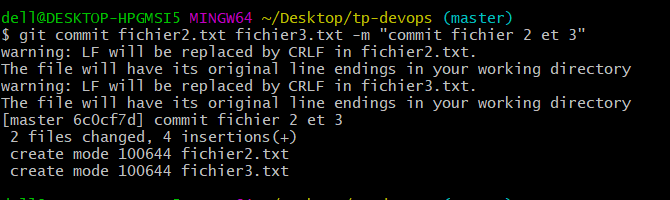 dell@DESKTOP-HPGMSI5 MINGW64 ~/Desktop/tp-devops (master)
$ git commit fichier2.txt fichier3.txt -m "commit fichier 2 et 3"
warning: LF will be replaced by CRLF in fichier2.txt.
The file will have its original line endings in your working directory
warning: LF will be replaced by CRLF in fichier3.txt.
The file will have its original line endings in your working directory
[master 6c0cf7d] commit fichier 2 et 3
 2 files changed, 4 insertions(+)
 create mode 100644 fichier2.txt
 create mode 100644 fichier3.txt